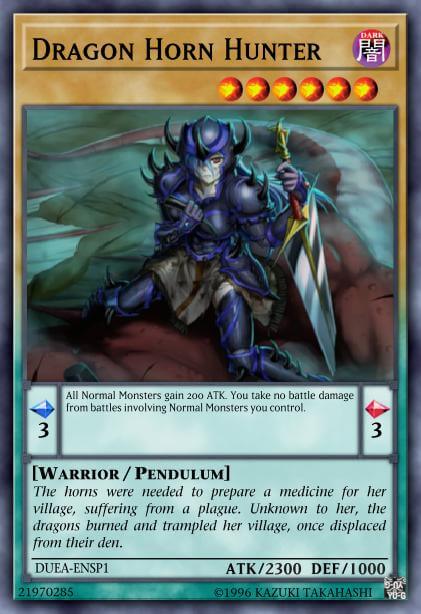 Dragon Horn Hunter
DARK
闇
All Normal Monsters gain 200 ATK. You take no battle damage
from battles involving Normal Monsters you control.
3
3
[Warrior / Pendulum]
The horns were needed to prepare a medicine for her
village, suffering from a plague. Unknown to her, the
dragons burned and trampled her village, once displaced
from their den.
DUEA-ENSP1
ATK/2300 DEF/1000
21970285
©1996 KAZUKI TAKAHASHI